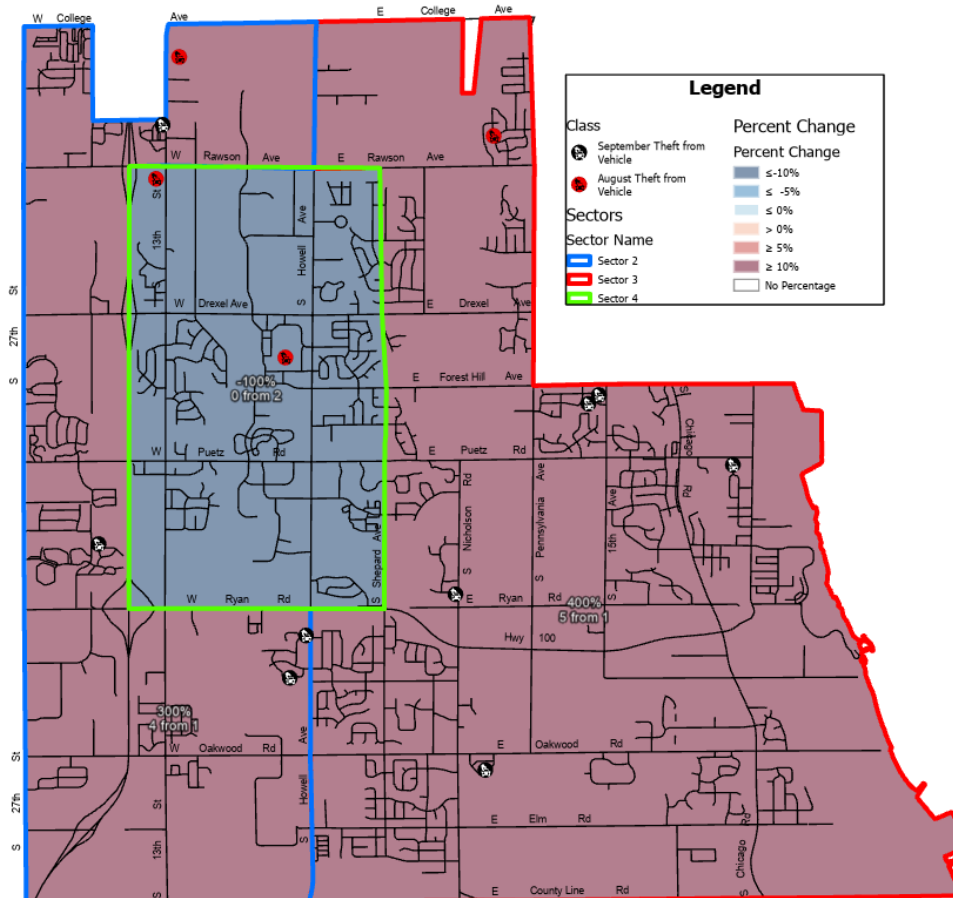 W College Ave
E College Ave
Legend
Class
September Theft from
Vehicle
August Theft from
Vehicle
Sectors
Sector Name
Sector 2
Sector 3
Sector 4
Percent Change
Percent Change
≤-10%
≤ -5%
≤ 0%
> 0%
≥ 5%
≥ 10%
No Percentage
W Rawson Ave
E Rawson Ave
S 13th St
S Howell Ave
S 27th St
W Drexel Ave
E Drexel Ave
-100%
0 from 2
E Forest Hill Ave
W Puetz Rd
E Puetz Rd
S Chicago Rd
S Nicholson Rd
S Pennsylvania Ave
S 15th Ave
S Shepard Ave
W Ryan Rd
E Ryan Rd
400%
5 from 1
Hwy 100
300%
4 from 1
W Oakwood Rd
E Oakwood Rd
S 27th St
S 13th St
S Howell Ave
E Elm Rd
S Chicago Rd
E County Line Rd